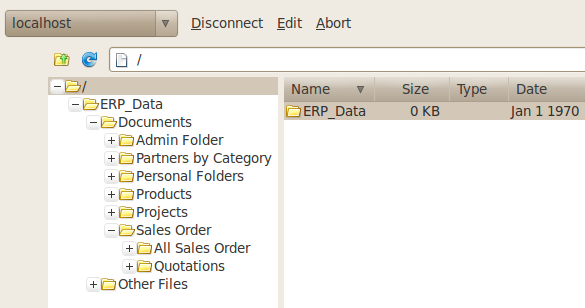 localhost Disconnect Edit Abort
/
/
Name Size Type Date
ERP_Data 0 KB Jan 1 1970
ERP_Data
Documents
Admin Folder
Partners by Category
Personal Folders
Products
Projects
Sales Order
All Sales Order
Quotations
Other Files